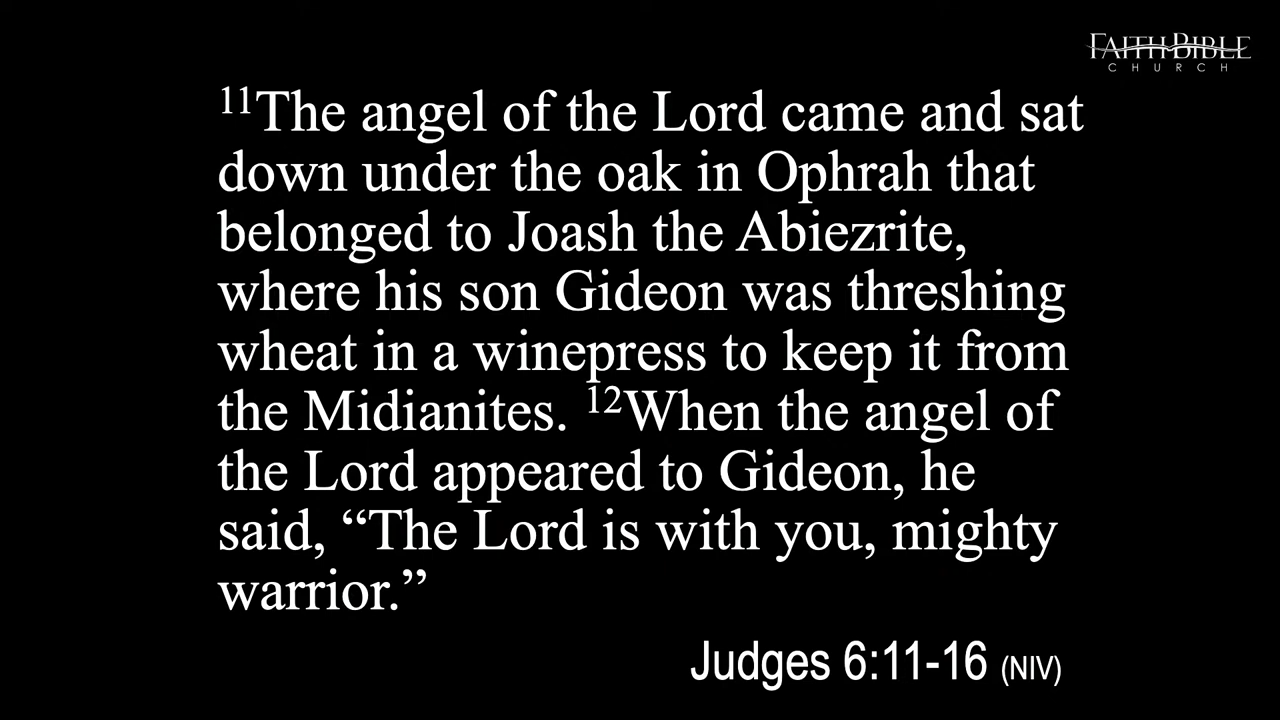 FAITH BIBLE
CHURCH
¹¹The angel of the Lord came and sat
down under the oak in Ophrah that
belonged to Joash the Abiezrite,
where his son Gideon was threshing
wheat in a winepress to keep it from
the Midianites. ¹²When the angel of
the Lord appeared to Gideon, he
said, “The Lord is with you, mighty
warrior.”
Judges 6:11-16 (NIV)